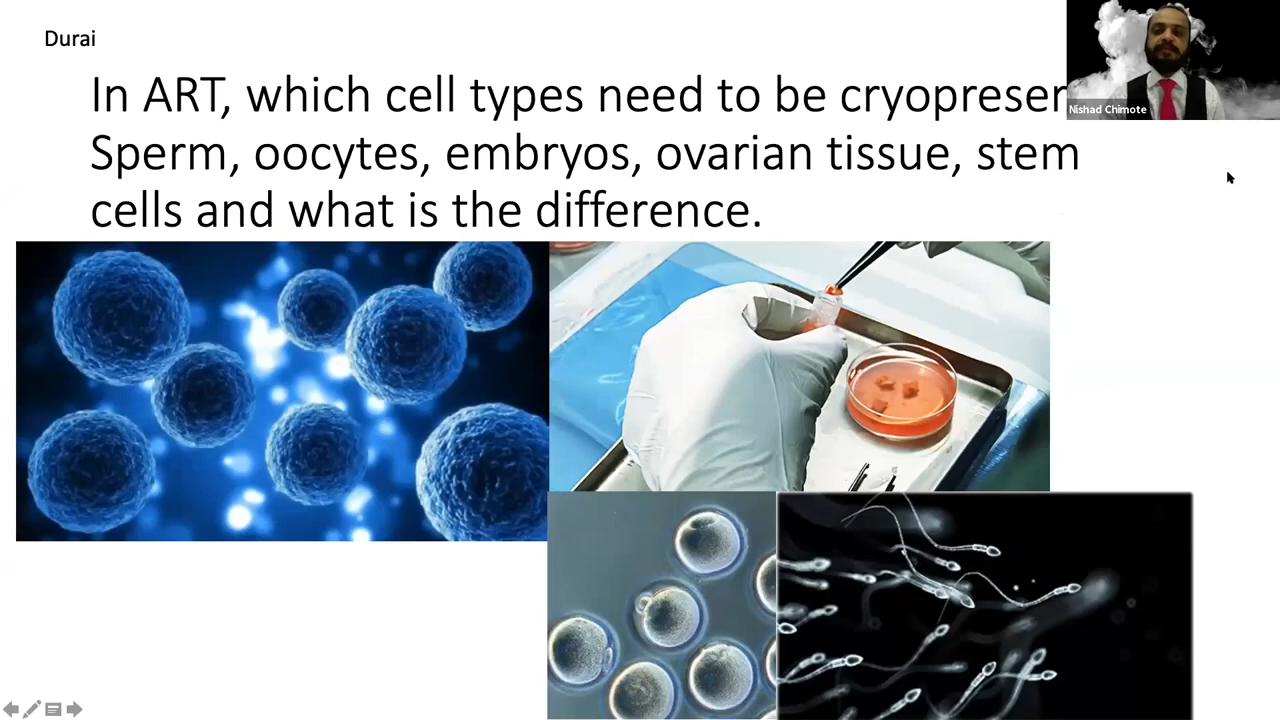 Durai
In ART, which cell types need to be cryopreser
Nishad Chimote
Sperm, oocytes, embryos, ovarian tissue, stem
cells and what is the difference.